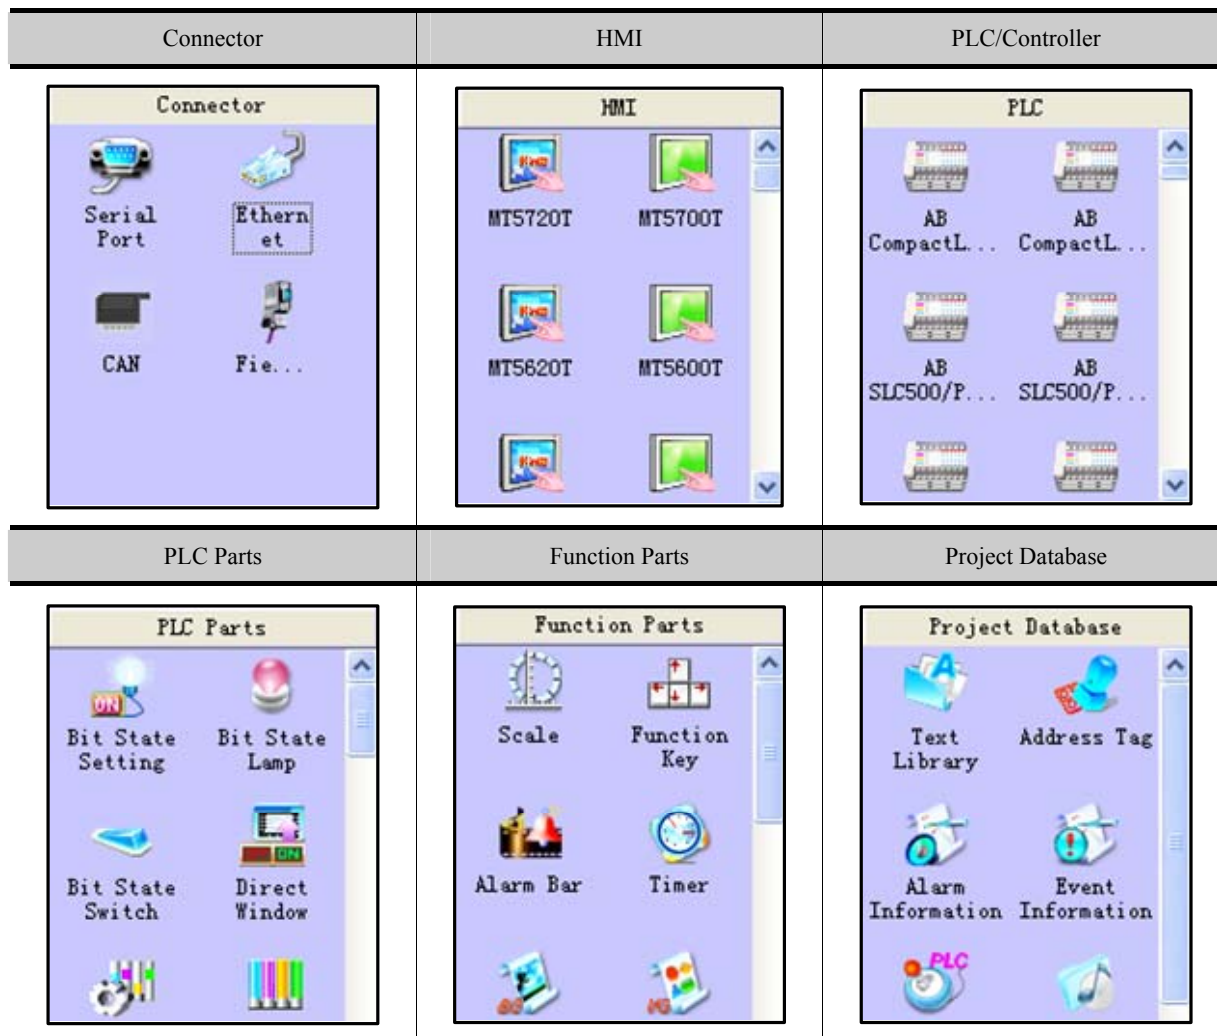 Connector HMI PLC/Controller
Connector
Serial Port
Ethern et
CAN
Fie...
HMI
MT5720T MT5700T
MT5620T MT5600T
PLC
AB CompactL... AB CompactL...
AB SLC500/P... AB SLC500/P...
PLC Parts Function Parts Project Database
PLC Parts
ON
Bit State Setting
Bit State Lamp
ON
Bit State Switch
Direct Window
Function Parts
Scale
Function Key
Alarm Bar
Timer
Project Database
A
Text Library
Address Tag
Alarm Information
Event Information
PLC